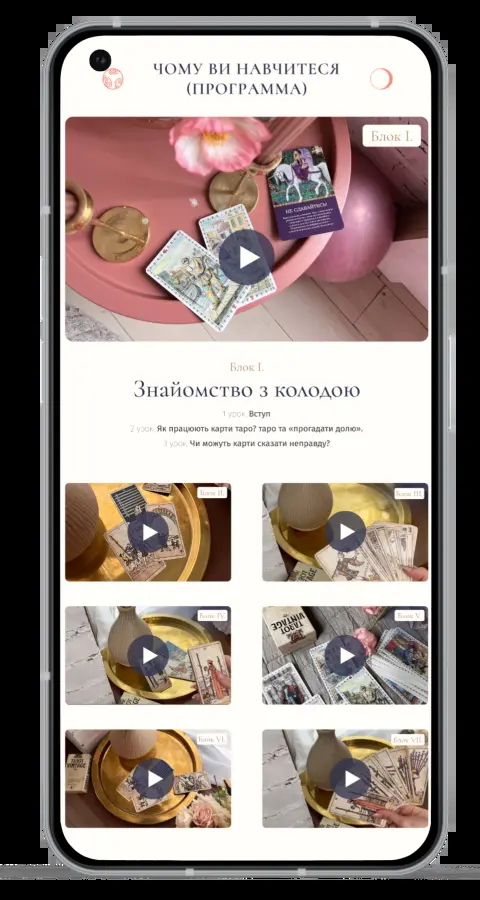 ЧОМУ ВИ НАВЧИТЕСЯ
(ПРОГРАММА)
Блок I.
НЕ СДАВАЙТЕСЬ
Блок I.
Знайомство з колодою
1 урок. Вступ
2 урок. Як працюють карти таро? таро та «прогадати долю».
3 урок. Чи можуть карти сказати неправду?
Блок II.
Блок III.
TAROT
Блок IV.
Блок V.
TAROT
VINTAGE
Блок VI.
Блок VII.
TAROT
VINTAGE